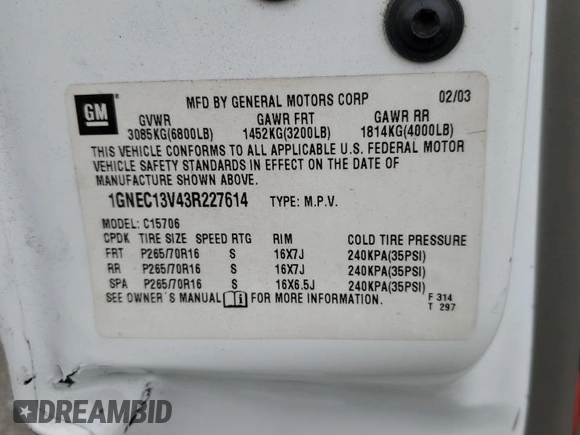 GM
MFD BY GENERAL MOTORS CORP 02/03
GVWR GAWR FRT GAWR RR
3085KG(6800LB) 1452KG(3200LB) 1814KG(4000LB)
THIS VEHICLE CONFORMS TO ALL APPLICABLE U.S. FEDERAL MOTOR
VEHICLE SAFETY STANDARDS IN EFFECT ON THE DATE OF
MANUFACTURE SHOWN ABOVE.
1GNEC13V43R227614 TYPE: M.P.V.
MODEL: C15706
CPDK TIRE SIZE SPEED RTG RIM COLD TIRE PRESSURE
FRT P265/70R16 S 16X7J 240KPA(35PSI)
RR P265/70R16 S 16X7J 240KPA(35PSI)
SPA P265/70R16 S 16X6.5J 240KPA(35PSI)
SEE OWNER'S MANUAL i FOR MORE INFORMATION. F 314
T 297
DREAMBID